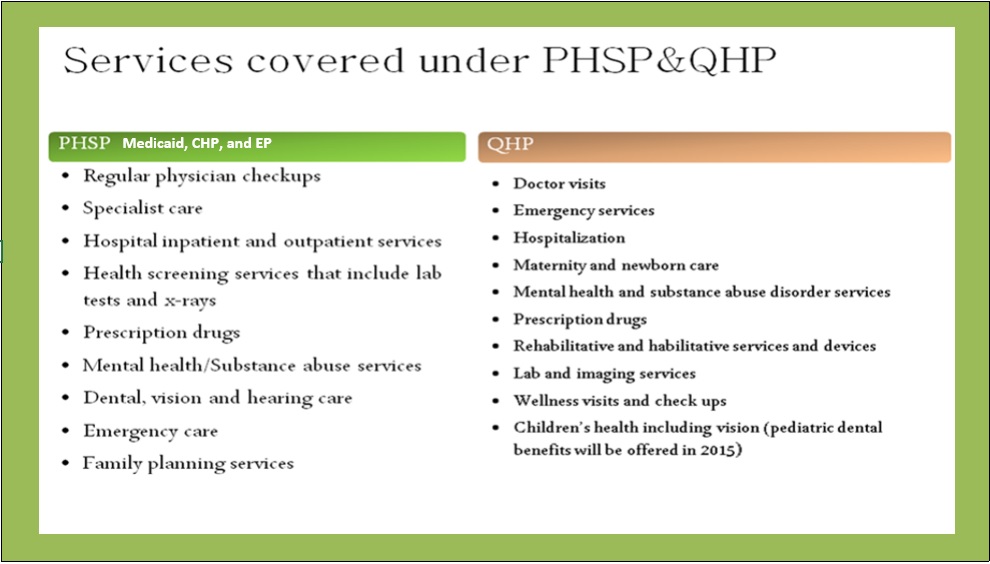 Services covered under PHSP&QHP
PHSP Medicaid, CHP, and EP
• Regular physician checkups
• Specialist care
• Hospital inpatient and outpatient services
• Health screening services that include lab
tests and x-rays
• Prescription drugs
• Mental health/Substance abuse services
• Dental, vision and hearing care
• Emergency care
• Family planning services
QHP
• Doctor visits
• Emergency services
• Hospitalization
• Maternity and newborn care
• Mental health and substance abuse disorder services
• Prescription drugs
• Rehabilitative and habilitative services and devices
• Lab and imaging services
• Wellness visits and check ups
• Children's health including vision (pediatric dental
benefits will be offered in 2015)